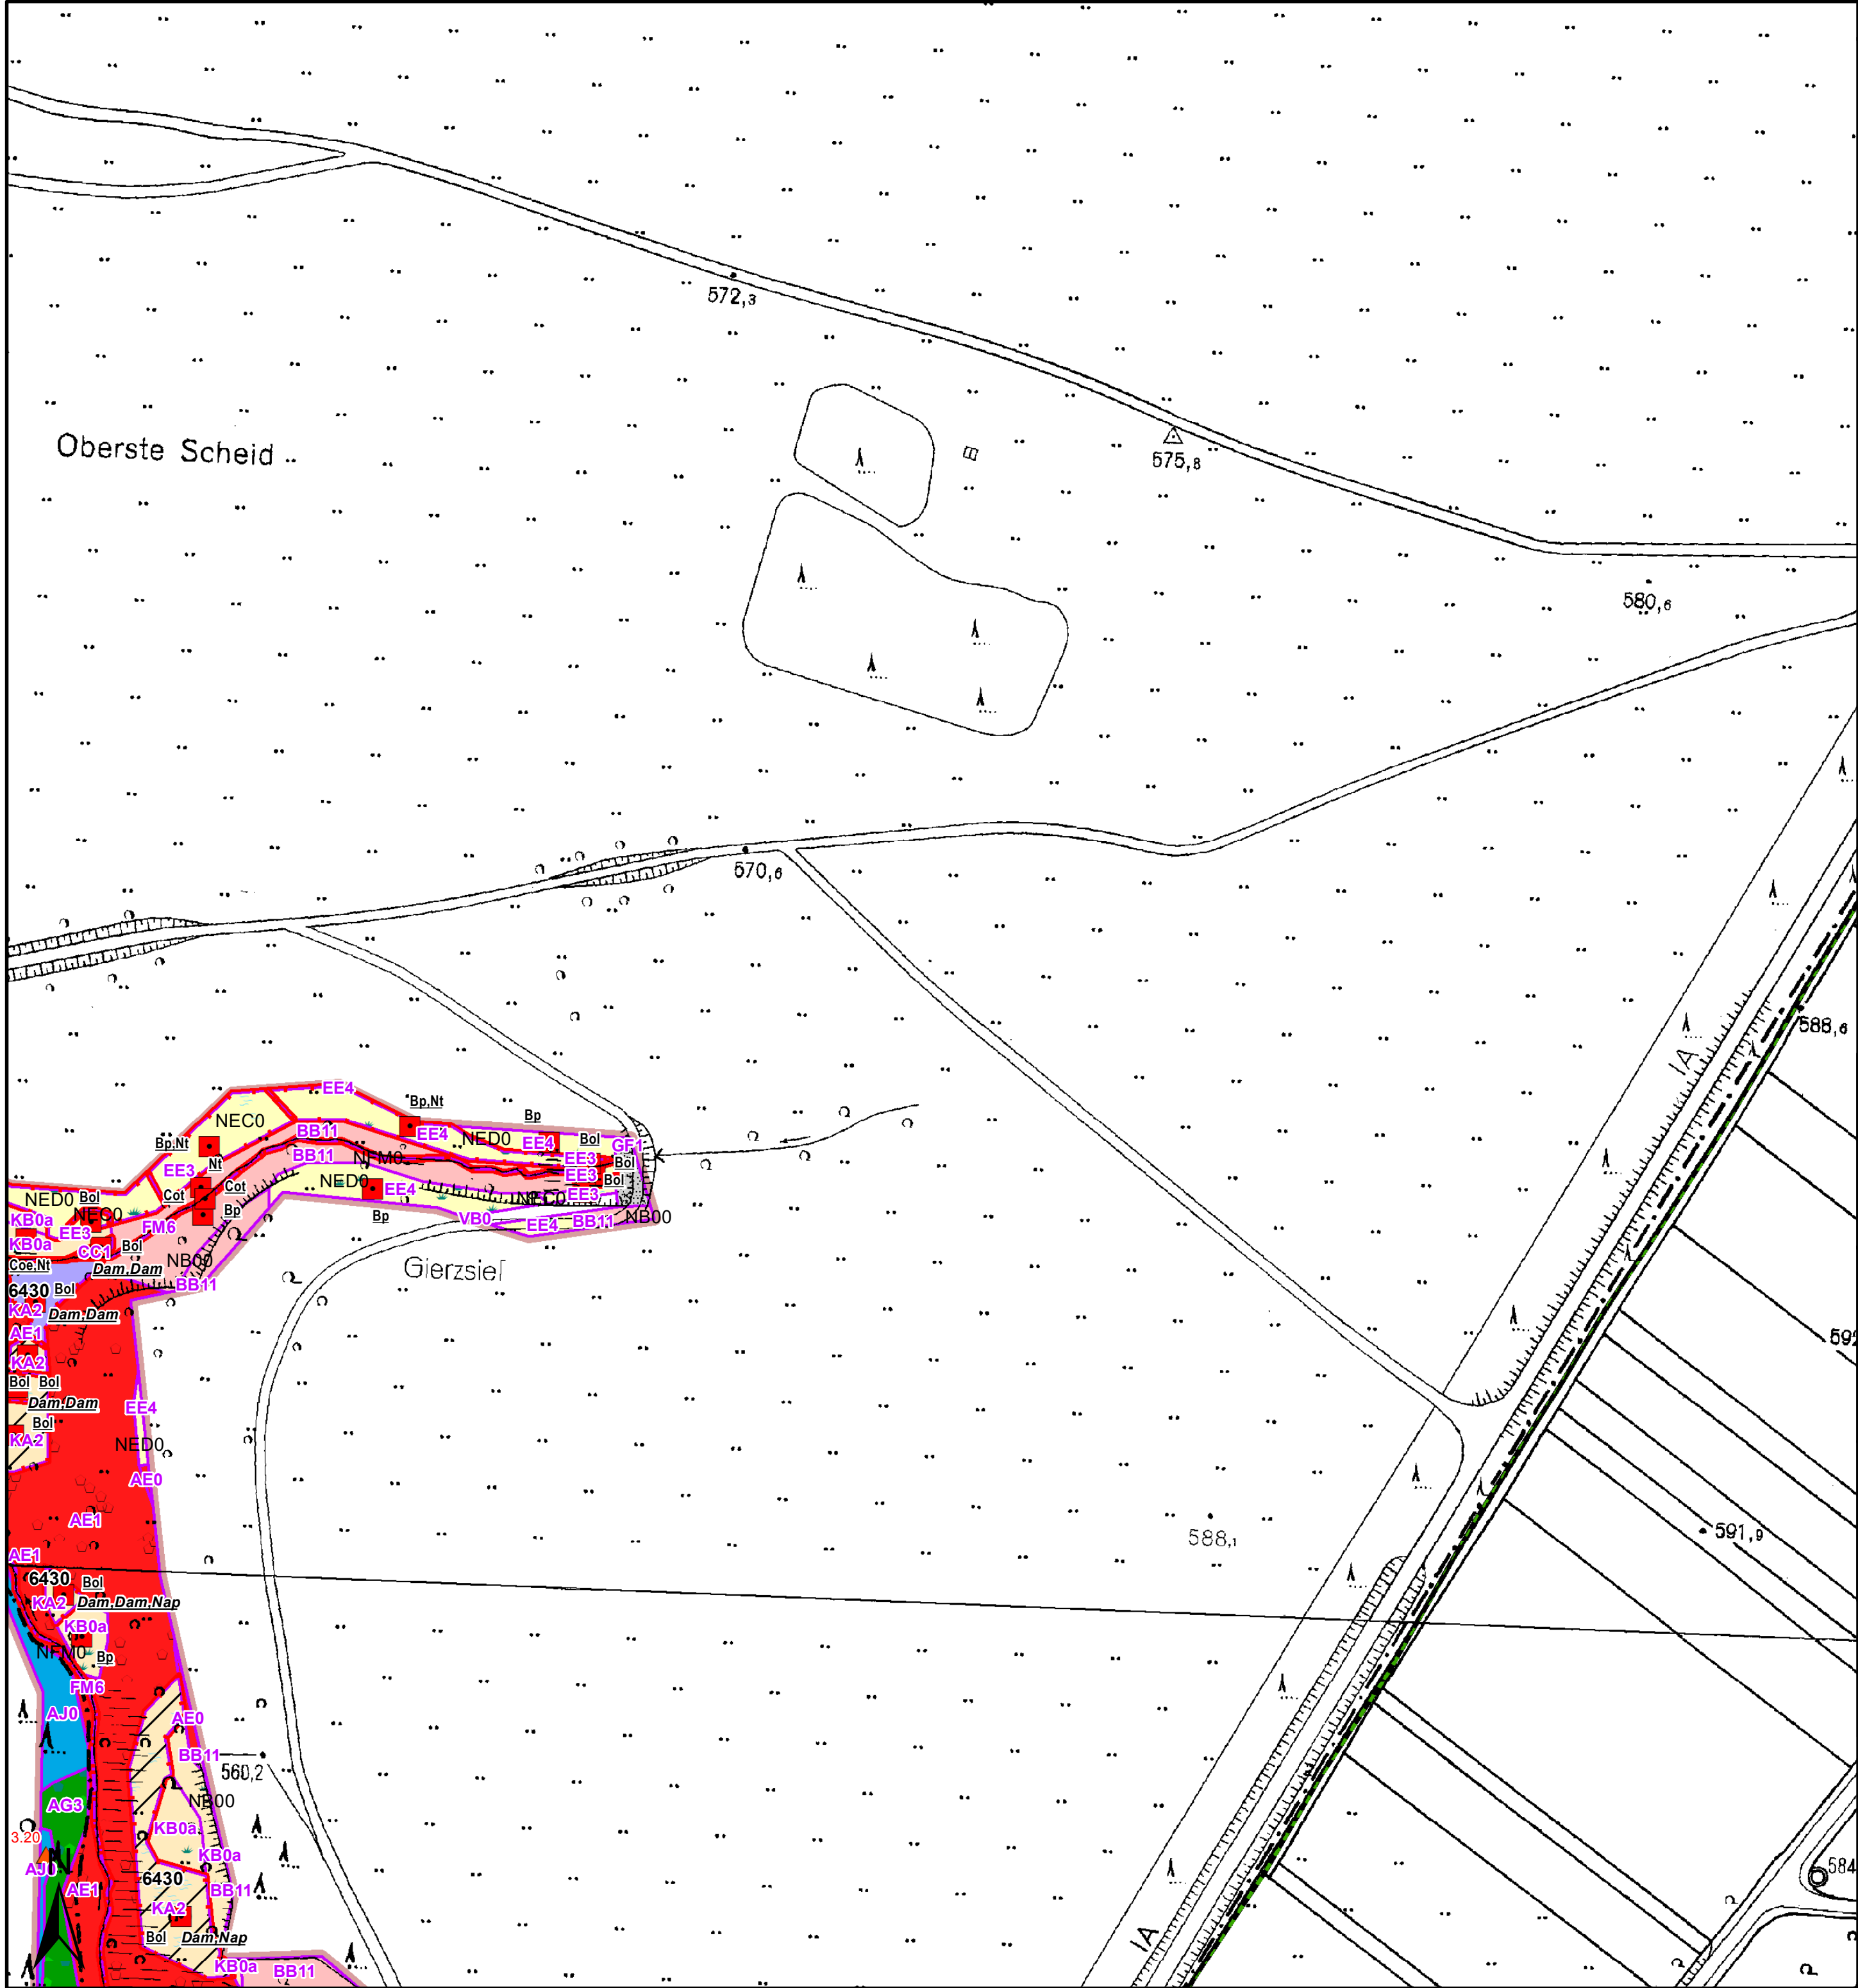 572,3
Oberste Scheid
575,8
580,6
570,6
588,6
IA
EE4
Bp,Nt
Bp
NEC0
BB11
EE4
NED0
EE4
Bol
GF1
Bp,Nt
BB11
NFM0
EE3
Bol
Nt
EE3
EE3
Bol
NED0
EE4
NEC0
EE3
NED0
Bol
Cot
Cot
KB0a
NEC0
Bp
Bp
VB0
EE4
BB11
NB00
EE3
FM6
KB0a
CC1
Bol
Coe,Nt
Dam,Dam
NB00
Gierzsief
6430
Bol
BB11
KA2
Dam,Dam
AE1
KA2
Bol
Bol
Dam,Dam
EE4
Bol
KA2
NED0
AE0
AE1
588,1
591,9
AE1
6430
Bol
KA2
Dam,Dam,Nap
KB0a
NFM0
Bp
FM6
AJ0
AE0
BB11
560,2
AG3
NB00
KB0a
3.20
KB0a
N
AJ0
584
6430
AE1
BB11
KA2
Bol
Dam,Nap
IA
KB0a
BB11